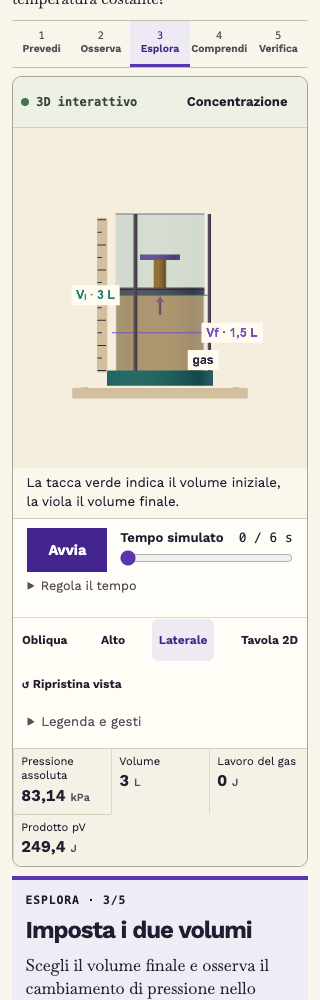 temperatura costante?
1 2 3 4 5
Prevedi Osserva Esplora Comprendi Verifica
3D interattivo Concentrazione
Vᵢ · 3 L
Vf · 1,5 L
gas
La tacca verde indica il volume iniziale,
la viola il volume finale.
Avvia Tempo simulato 0 / 6 s
▶ Regola il tempo
Obliqua Alto Laterale Tavola 2D
↺ Ripristina vista
▶ Legenda e gesti
Pressione
assoluta
83,14 kPa
Volume
3 L
Lavoro del gas
0 J
Prodotto pV
249,4 J
ESPLORA · 3/5
Imposta i due volumi
Scegli il volume finale e osserva il
cambiamento di pressione nello